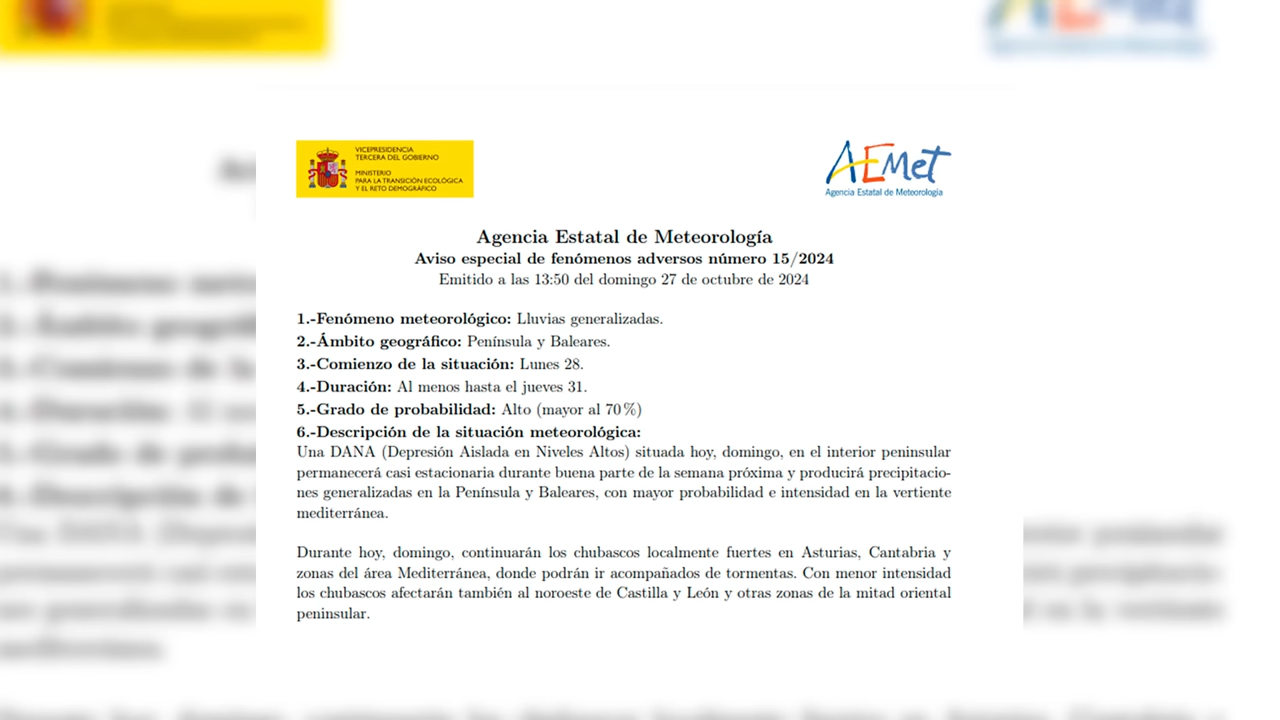 VICEPRESIDENCIA
TERCERA DEL GOBIERNO
MINISTERIO
PARA LA TRANSICIÓN ECOLÓGICA
Y EL RETO DEMOGRÁFICO
AEMet
Agencia Estatal de Meteorología
Agencia Estatal de Meteorología
Aviso especial de fenómenos adversos número 15/2024
Emitido a las 13:50 del domingo 27 de octubre de 2024
1.-Fenómeno meteorológico: Lluvias generalizadas.
2.-Ámbito geográfico: Península y Baleares.
3.-Comienzo de la situación: Lunes 28.
4.-Duración: Al menos hasta el jueves 31.
5.-Grado de probabilidad: Alto (mayor al 70%)
6.-Descripción de la situación meteorológica:
Una DANA (Depresión Aislada en Niveles Altos) situada hoy, domingo, en el interior peninsular
permanecerá casi estacionaria durante buena parte de la semana próxima y producirá precipitacio-
nes generalizadas en la Península y Baleares, con mayor probabilidad e intensidad en la vertiente
mediterránea.
Durante hoy, domingo, continuarán los chubascos localmente fuertes en Asturias, Cantabria y
zonas del área Mediterránea, donde podrán ir acompañados de tormentas. Con menor intensidad
los chubascos afectarán también al noroeste de Castilla y León y otras zonas de la mitad oriental
peninsular.